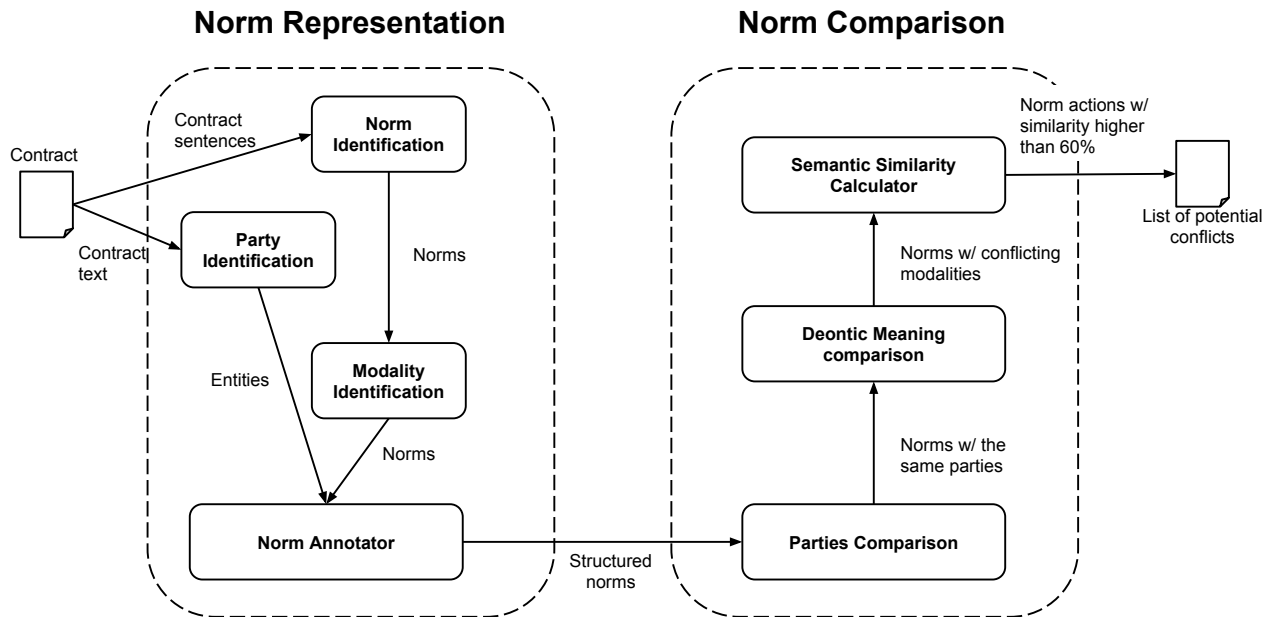 Norm Representation
Norm Comparison
Contract
Contract
sentences
Norm
Identification
Contract
text
Party
Identification
Norms
Entities
Modality
Identification
Norms
Norm Annotator
Structured
norms
Parties Comparison
Norms w/ the
same parties
Deontic Meaning
comparison
Norms w/ conflicting
modalities
Semantic Similarity
Calculator
Norm actions w/
similarity higher
than 60%
List of potential
conflicts